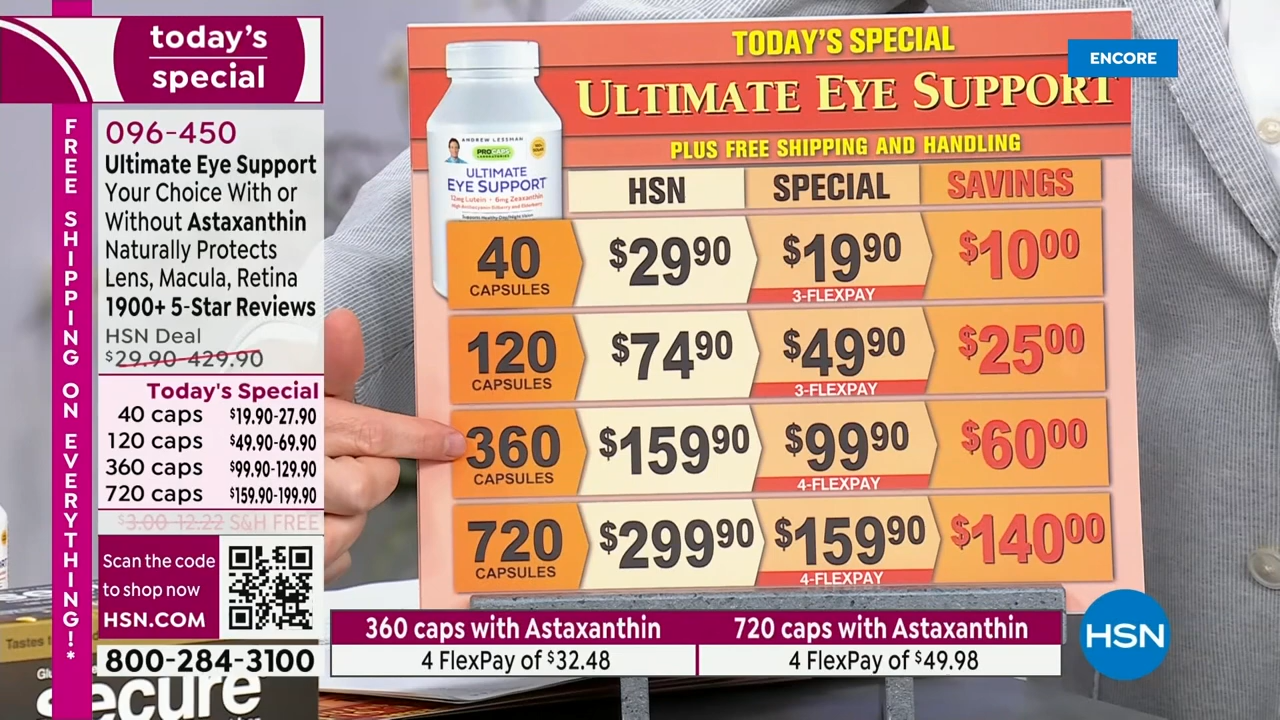 today's
special
FREE SHIPPING ON EVERYTHING!*
096-450
Ultimate Eye Support
Your Choice With or
Without Astaxanthin
Naturally Protects
Lens, Macula, Retina
1900+ 5-Star Reviews
HSN Deal
$29.90-429.90
Today's Special
40 caps $19.90-27.90
120 caps $49.90-69.90
360 caps $99.90-129.90
720 caps $159.90-199.90
$3.00-12.22 S&H FREE
Scan the code
to shop now
HSN.COM
800-284-3100
ENCORE
TODAY'S SPECIAL
ULTIMATE EYE SUPPORT
PLUS FREE SHIPPING AND HANDLING
ANDREW LESSMAN
PROCAPS
LABORATORIES
ULTIMATE
EYE SUPPORT
12mg Lutein • 6mg Zeaxanthin
HSN SPECIAL SAVINGS
40 CAPSULES $29.90 $19.90 3-FLEXPAY $10.00
120 CAPSULES $74.90 $49.90 3-FLEXPAY $25.00
360 CAPSULES $159.90 $99.90 4-FLEXPAY $60.00
720 CAPSULES $299.90 $159.90 4-FLEXPAY $140.00
360 caps with Astaxanthin
4 FlexPay of $32.48
720 caps with Astaxanthin
4 FlexPay of $49.98
HSN
Tastes
secure